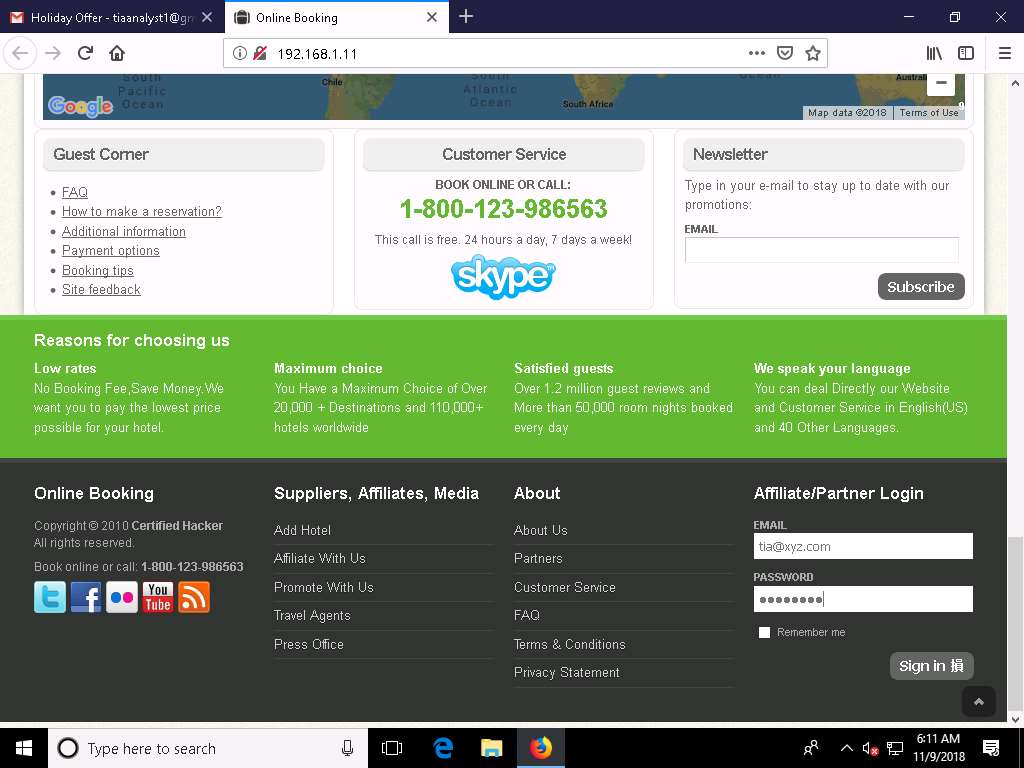 Holiday Offer - tiaanalyst1@gm
Online Booking
192.168.1.11
South
Pacific
Ocean
Chile
South
Atlantic
Ocean
South Africa
Ocean
Austral
Google
Map data ©2018
Terms of Use
Guest Corner
FAQ
How to make a reservation?
Additional information
Payment options
Booking tips
Site feedback
Customer Service
BOOK ONLINE OR CALL:
1-800-123-986563
This call is free. 24 hours a day, 7 days a week!
skype™
Newsletter
Type in your e-mail to stay up to date with our
promotions:
EMAIL
Subscribe
Reasons for choosing us
Low rates
No Booking Fee,Save Money.We
want you to pay the lowest price
possible for your hotel.
Maximum choice
You Have a Maximum Choice of Over
20,000 + Destinations and 110,000+
hotels worldwide
Satisfied guests
Over 1.2 million guest reviews and
More than 50,000 room nights booked
every day
We speak your language
You can deal Directly our Website
and Customer Service in English(US)
and 40 Other Languages.
Online Booking
Copyright © 2010 Certified Hacker
All rights reserved.
Book online or call: 1-800-123-986563
You
Tube
Suppliers, Affiliates, Media
Add Hotel
Affiliate With Us
Promote With Us
Travel Agents
Press Office
About
About Us
Partners
Customer Service
FAQ
Terms & Conditions
Privacy Statement
Affiliate/Partner Login
EMAIL
tia@xyz.com
PASSWORD
••••••••
Remember me
Sign in 損
Type here to search
6:11 AM
11/9/2018